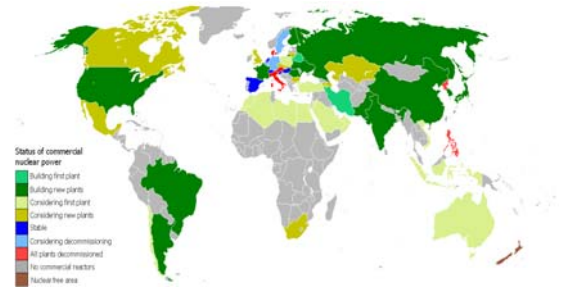 Status of commercial
nuclear power
Building first plant
Building new plants
Considering first plant
Considering new plants
Stable
Considering decommissioning
All plants decommissioned
No commercial reactors
Nuclear free area